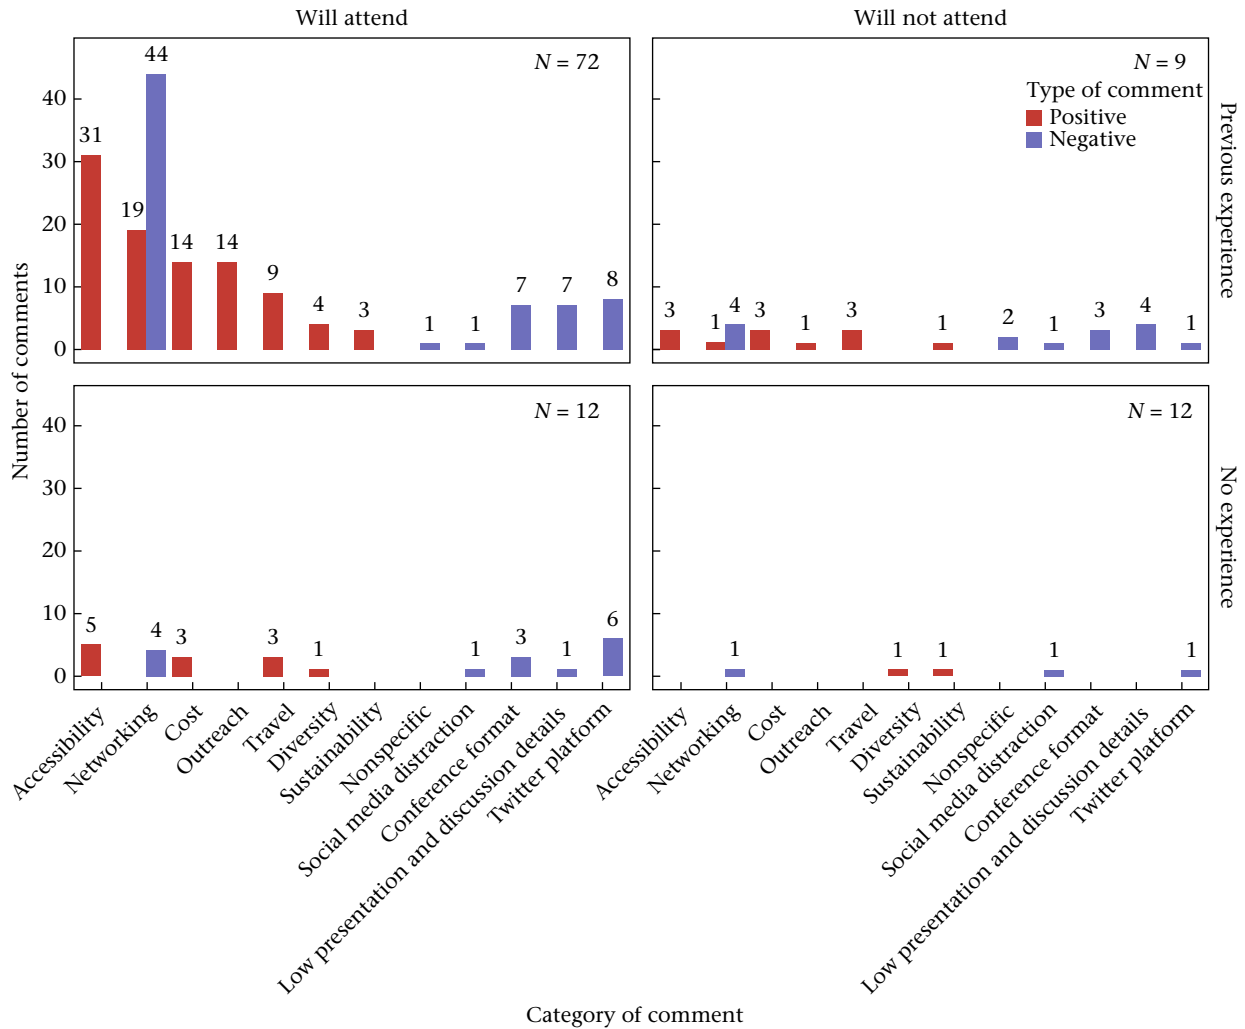 Will attend
Will not attend
N = 72
44
31
19
14
14
9
4
3
1
1
7
7
8
40
30
20
10
0
N = 9
Type of comment
Positive
Negative
3
1
4
3
1
3
1
2
1
3
4
1
Previous experience
Number of comments
N = 12
40
30
20
10
0
5
4
3
3
1
1
3
1
6
N = 12
1
1
1
1
1
No experience
Accessibility
Networking
Cost
Outreach
Travel
Diversity
Sustainability
Nonspecific
Social media distraction
Conference format
Low presentation and discussion details
Twitter platform
Accessibility
Networking
Cost
Outreach
Travel
Diversity
Sustainability
Nonspecific
Social media distraction
Conference format
Low presentation and discussion details
Twitter platform
Category of comment